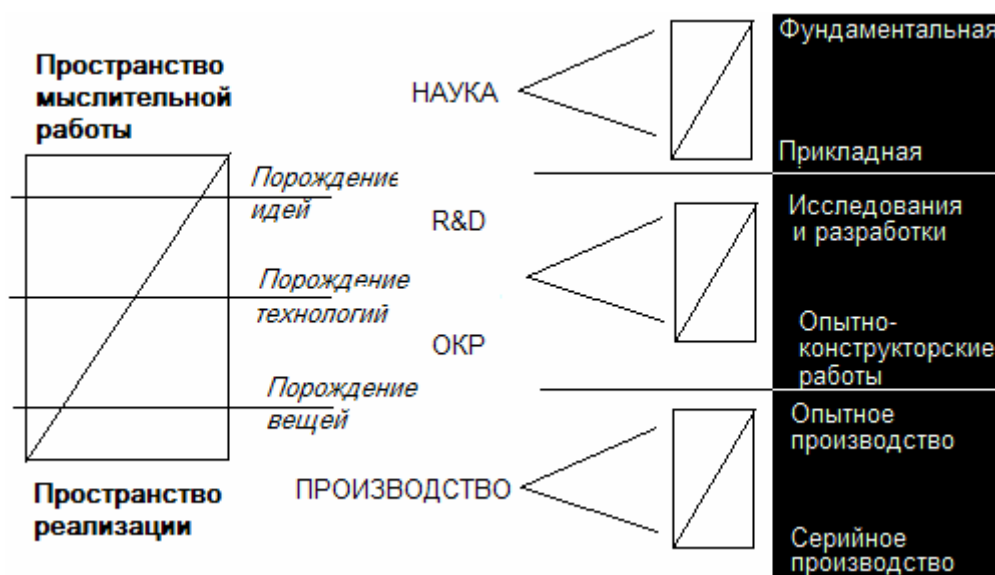 Пространство
мыслительной
работы
Порождение
идей
Порождение
технологий
Порождение
вещей
Пространство
реализации
НАУКА
R&D
ОКР
ПРОИЗВОДСТВО
Фундаментальная
Прикладная
Исследования
и разработки
Опытно-
конструкторские
работы
Опытное
производство
Серийное
производство